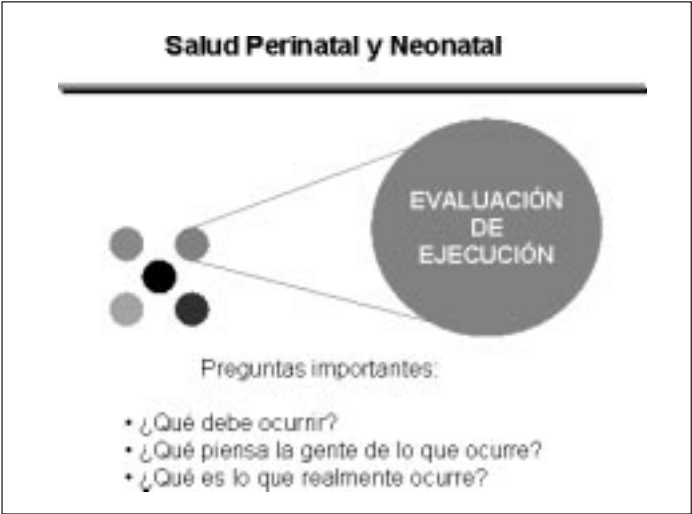 Salud Perinatal y Neonatal
EVALUACIÓN
DE
EJECUCIÓN
Preguntas importantes:
• ¿Qué debe ocurrir?
• ¿Qué piensa la gente de lo que ocurre?
• ¿Qué es lo que realmente ocurre?